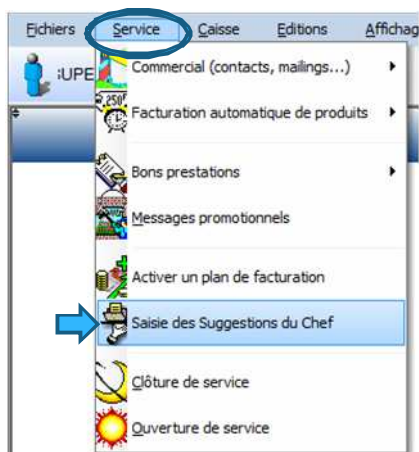 Fichiers Service Caisse Editions Affichag
:UPE
Commercial (contacts, mailings...)
250F
Facturation automatique de produits
Bons prestations
Messages promotionnels
Activer un plan de facturation
Saisie des Suggestions du Chef
Clôture de service
Ouverture de service